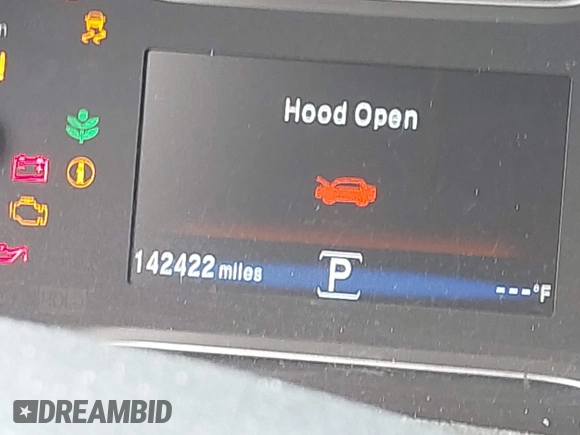 Hood Open
142422 miles
P
---°F
DREAMBID